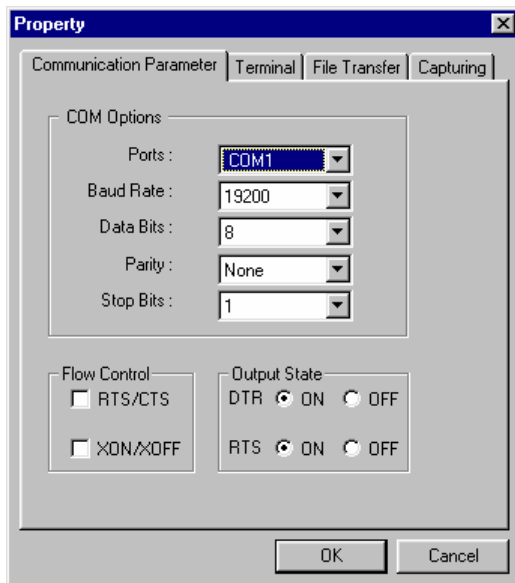 Property
Communication Parameter Terminal File Transfer Capturing
COM Options
Ports : COM1
Baud Rate : 19200
Data Bits : 8
Parity : None
Stop Bits : 1
Flow Control
RTS/CTS
XON/XOFF
Output State
DTR ON OFF
RTS ON OFF
OK Cancel